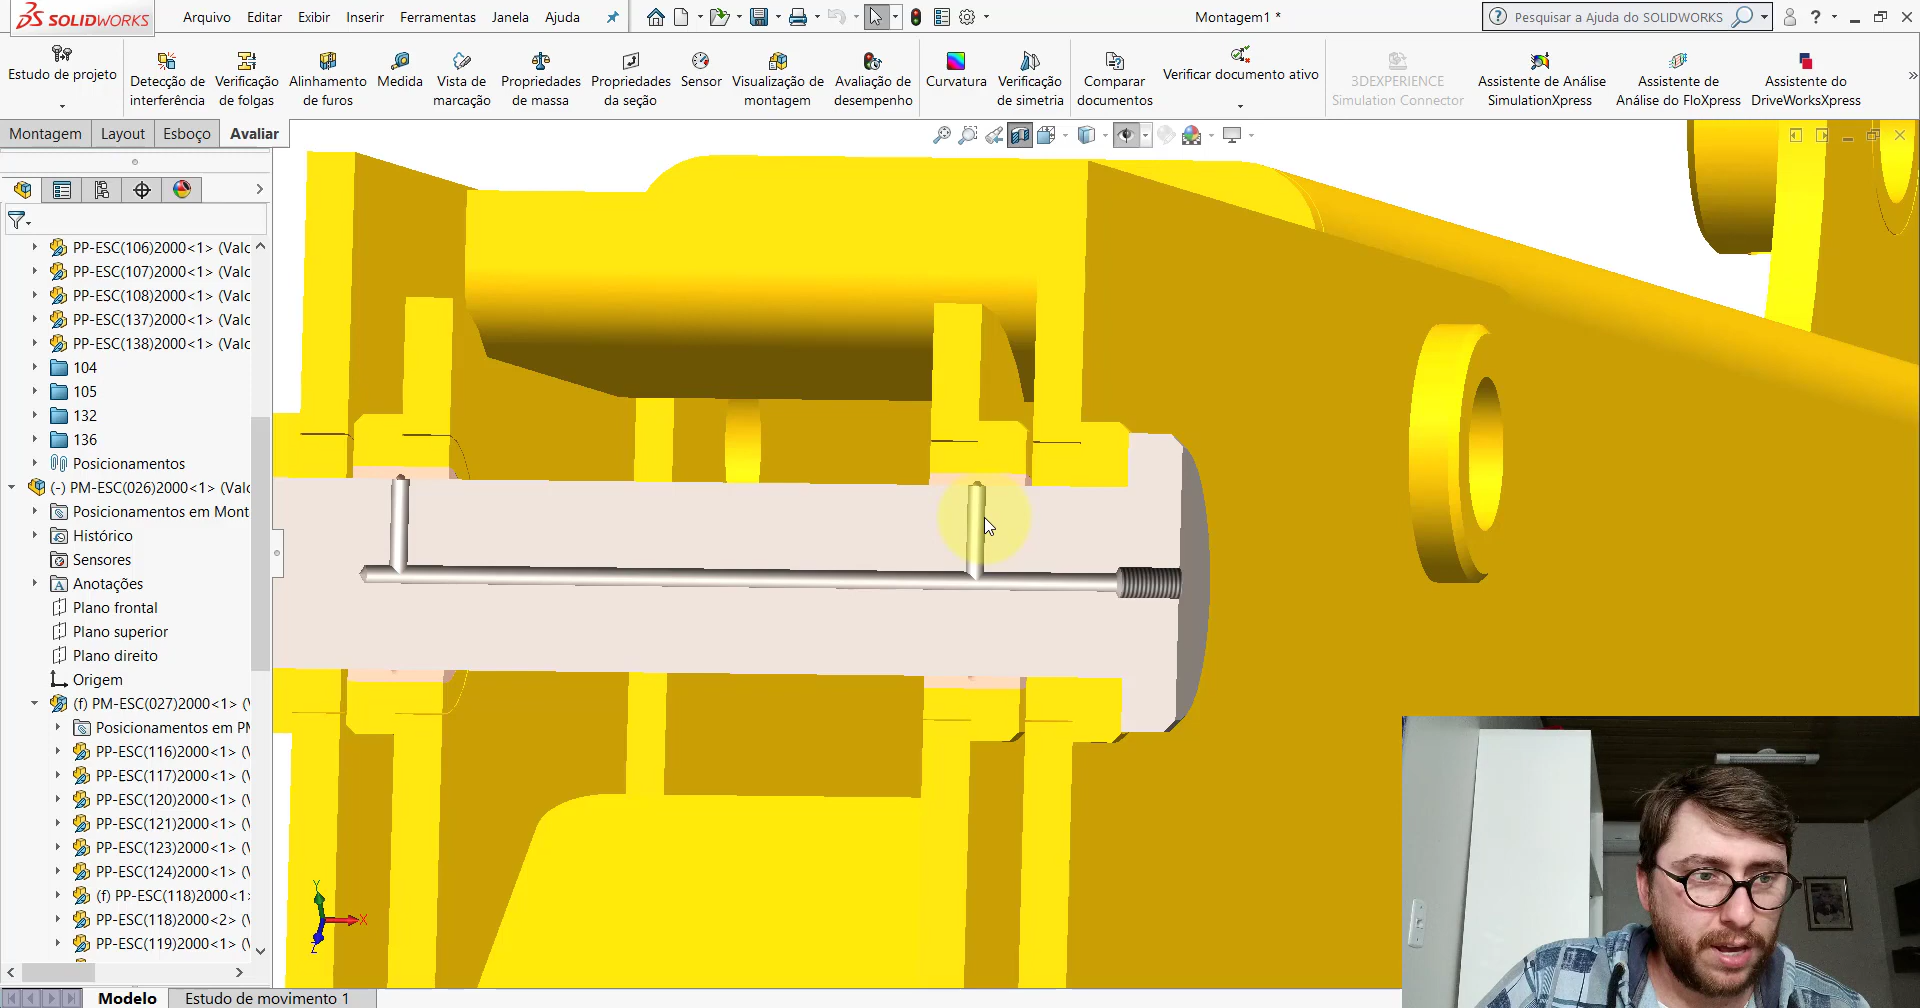 SOLIDWORKS
Arquivo Editar Exibir Inserir Ferramentas Janela Ajuda
Montagem1 *
Pesquisar a Ajuda do SOLIDWORKS
?
Estudo de projeto
Detecção de interferência
Verificação de folgas
Alinhamento de furos
Medida
Vista de marcação
Propriedades de massa
Propriedades da seção
Sensor
Visualização de montagem
Avaliação de desempenho
Curvatura
Verificação de simetria
Comparar documentos
Verificar documento ativo
3DEXPERIENCE Simulation Connector
Assistente de Análise SimulationXpress
Assistente de Análise do FloXpress
Assistente do DriveWorksXpress
Montagem Layout Esboço Avaliar
PP-ESC(106)2000<1> (Valc
PP-ESC(107)2000<1> (Valc
PP-ESC(108)2000<1> (Valc
PP-ESC(137)2000<1> (Valc
PP-ESC(138)2000<1> (Valc
104
105
132
136
Posicionamentos
(-) PM-ESC(026)2000<1> (Valc
Posicionamentos em Mont
Histórico
Sensores
Anotações
Plano frontal
Plano superior
Plano direito
Origem
(f) PM-ESC(027)2000<1> (V
Posicionamentos em PM
PP-ESC(116)2000<1> (V
PP-ESC(117)2000<1> (V
PP-ESC(120)2000<1> (V
PP-ESC(121)2000<1> (V
PP-ESC(123)2000<1> (V
PP-ESC(124)2000<1> (V
(f) PP-ESC(118)2000<1>
PP-ESC(118)2000<2> (V
PP-ESC(119)2000<1> (V
Y
X
Z
Modelo Estudo de movimento 1